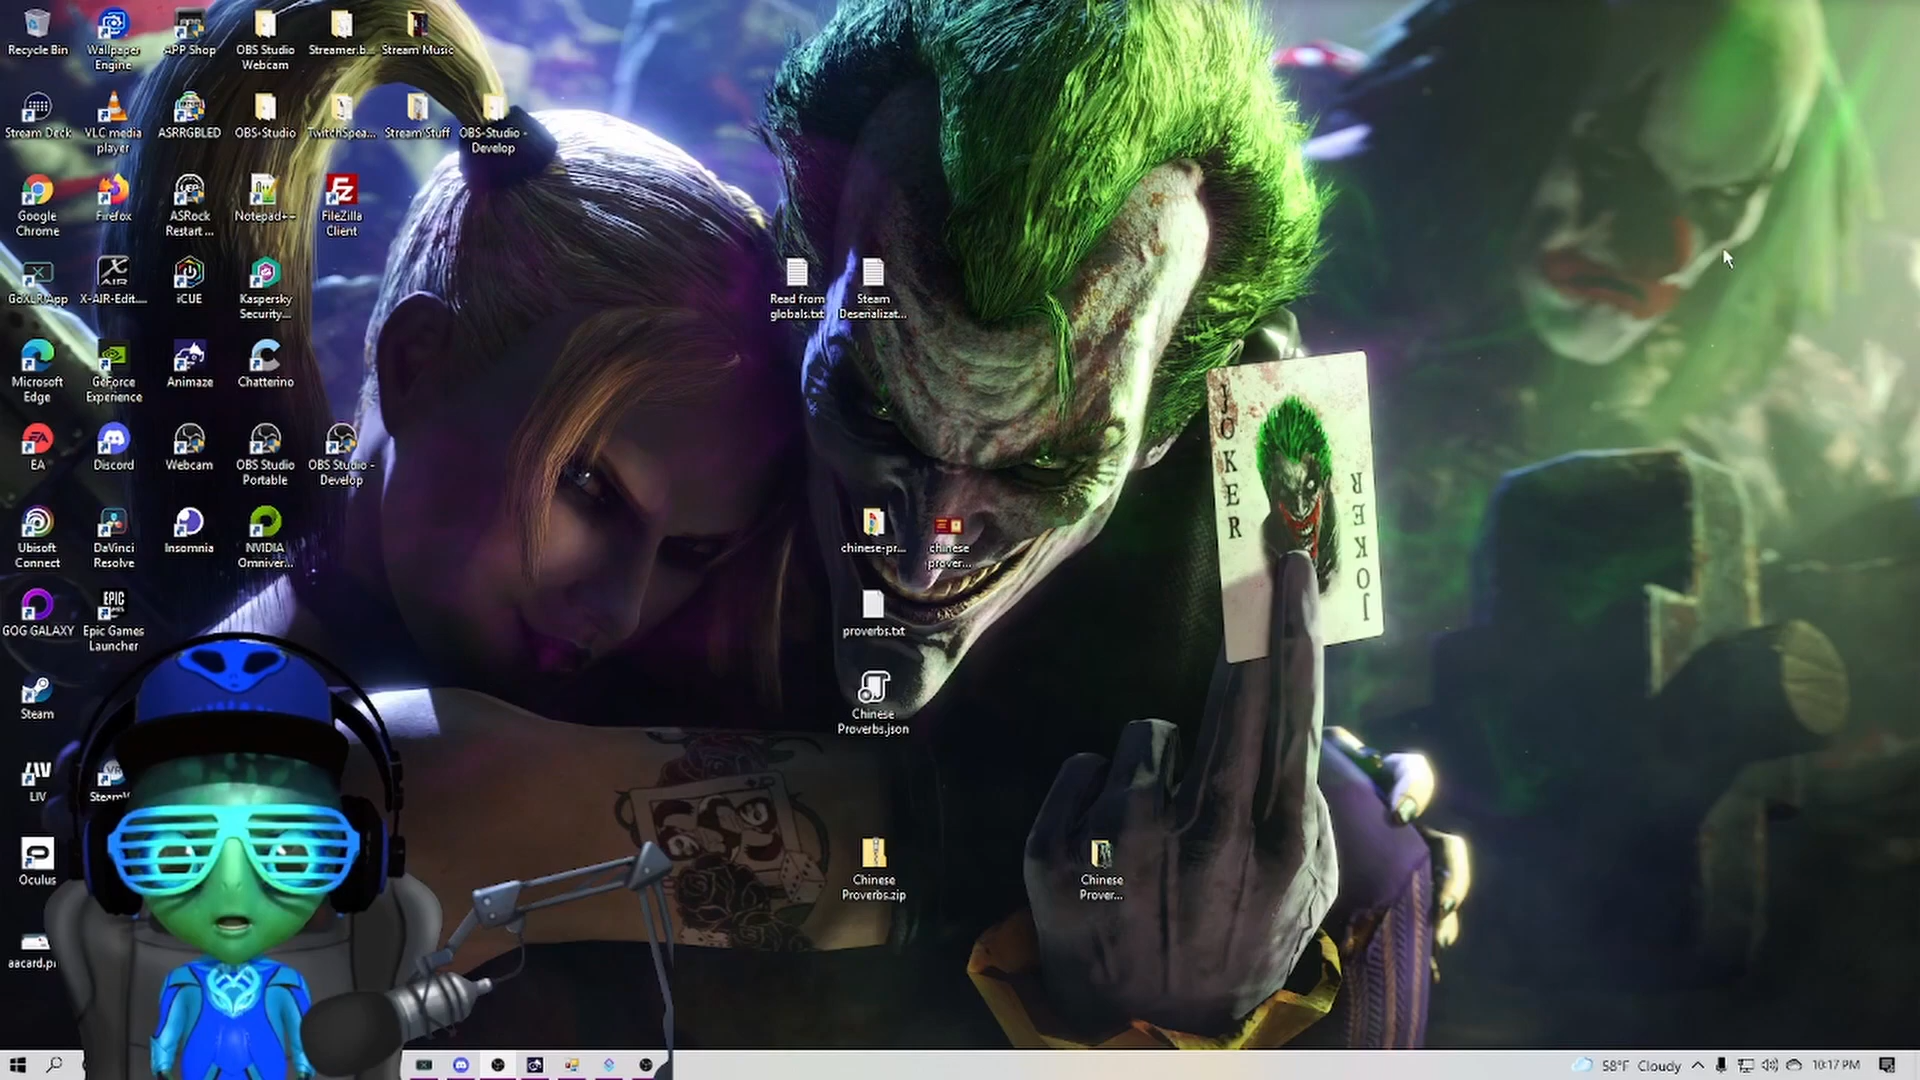 Recycle Bin
Wallpaper
Engine
APP Shop
OBS Studio
Webcam
Streamer.b...
Stream Music
Stream Deck
VLC media
player
ASRRGBLED
OBS-Studio
TwitchSpea...
Stream Stuff
OBS-Studio -
Develop
Google
Chrome
Firefox
ASRock
Restart ...
Notepad++
FileZilla
Client
GoXLR App
X-AIR-Edit....
iCUE
Kaspersky
Security...
Read from
globals.txt
Steam
Deserializat...
Microsoft
Edge
GeForce
Experience
Animaze
Chatterino
EA
Discord
Webcam
OBS Studio
Portable
OBS Studio -
Develop
JOKER
JOKER
Ubisoft
Connect
DaVinci
Resolve
Insomnia
NVIDIA
Omniver...
chinese-pr...
chinese
prover...
GOG GALAXY
EPIC
Epic Games
Launcher
proverbs.txt
Steam
Chinese
Proverbs.json
LIV
Oculus
Chinese
Proverbs.zip
Chinese
Prover...
58°F Cloudy
10:17 PM